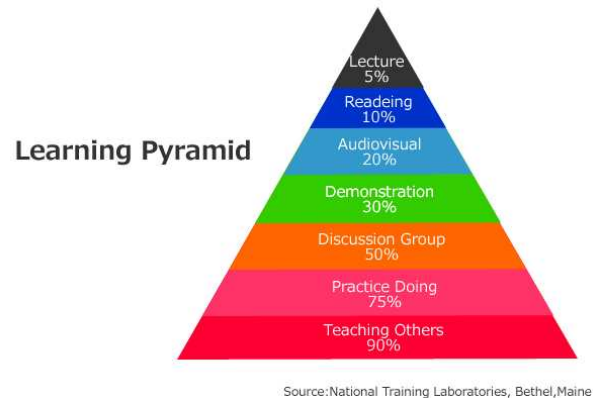 Learning Pyramid
Lecture
5%
Readeing
10%
Audiovisual
20%
Demonstration
30%
Discussion Group
50%
Practice Doing
75%
Teaching Others
90%
Source:National Training Laboratories, Bethel,Maine